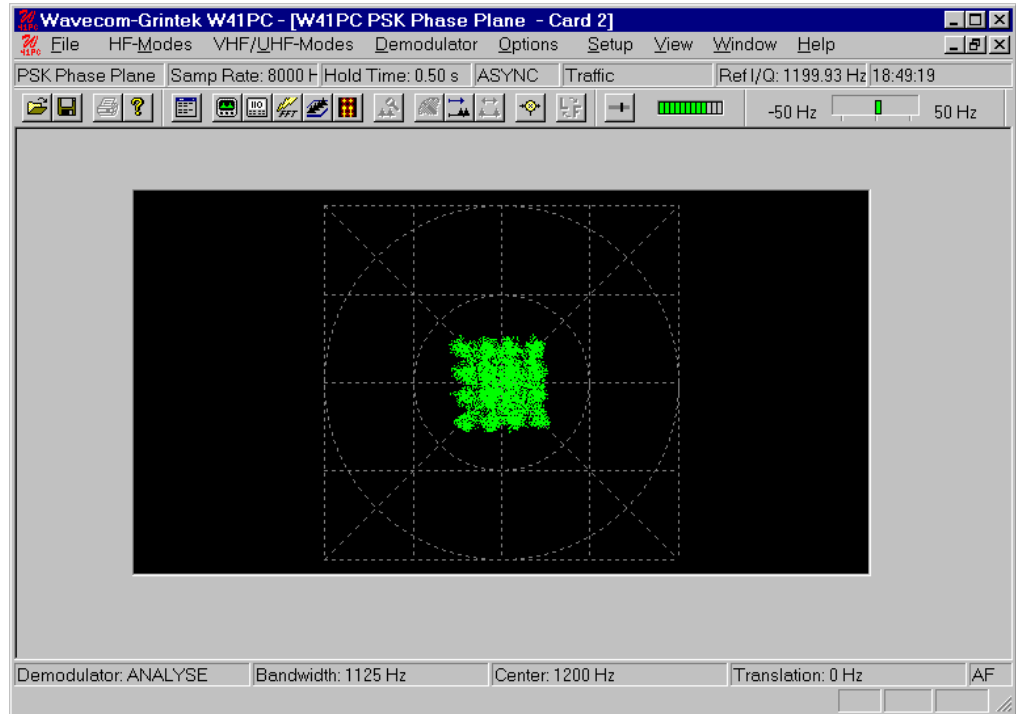 Wavecom-Grintek W41PC - [W41PC PSK Phase Plane - Card 2]
File HF-Modes VHF/UHF-Modes Demodulator Options Setup View Window Help
PSK Phase Plane Samp Rate: 8000 H Hold Time: 0.50 s ASYNC Traffic Ref I/Q: 1199.93 Hz 18:49:19
-50 Hz 50 Hz
Demodulator: ANALYSE Bandwidth: 1125 Hz Center: 1200 Hz Translation: 0 Hz AF